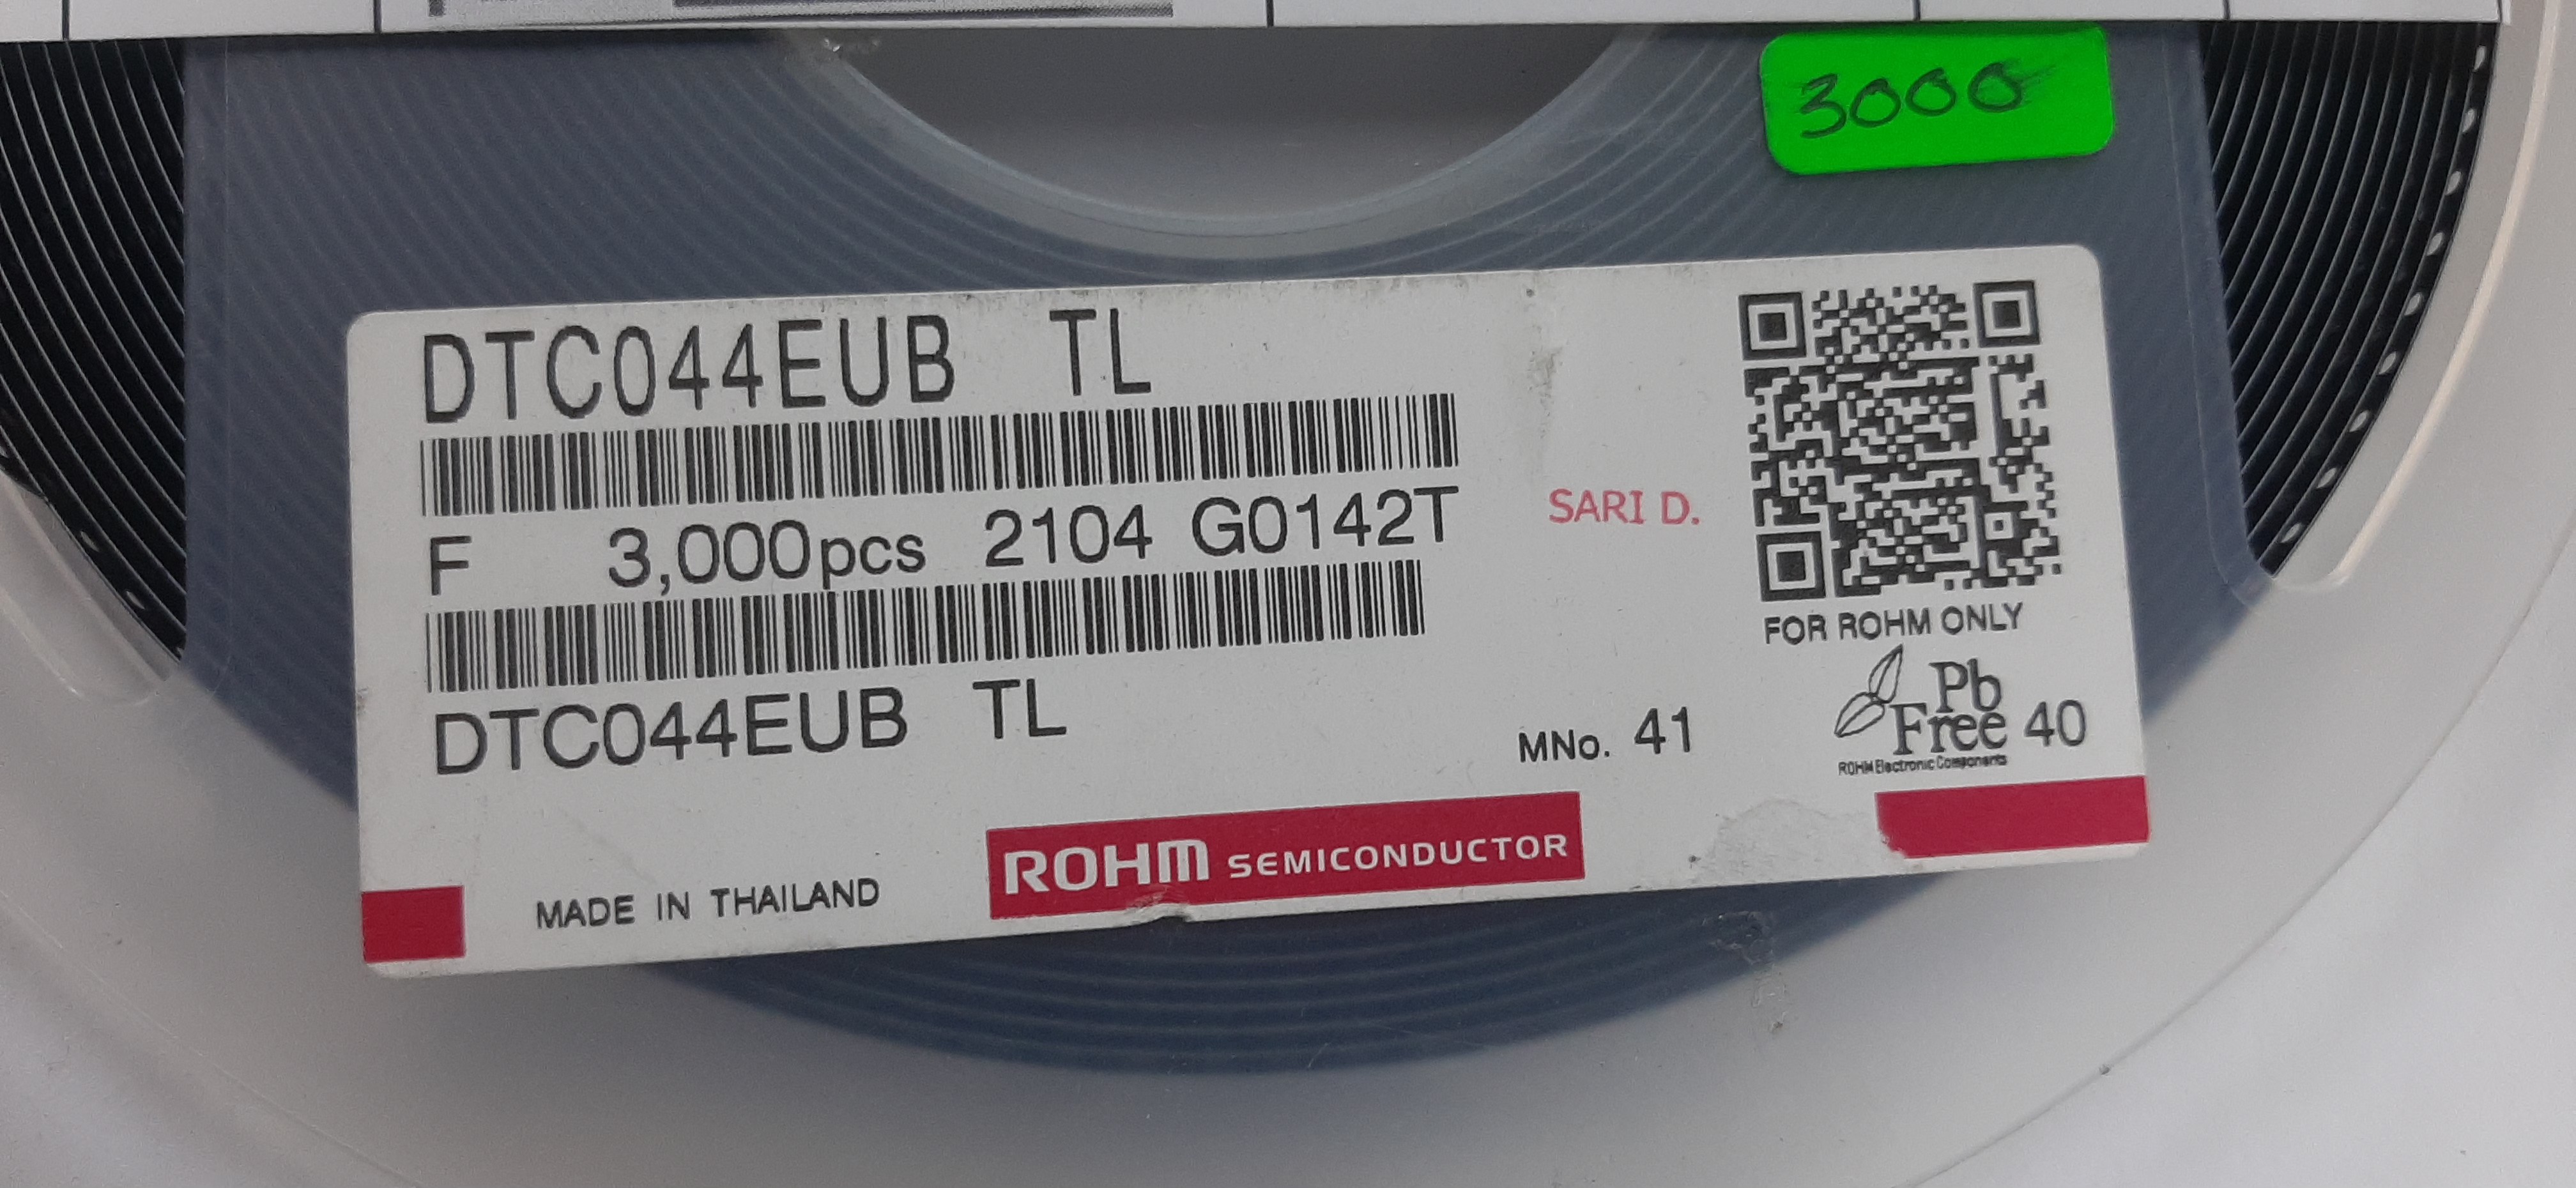 3000
DTC044EUB TL
F 3,000pcs 2104 G0142T
SARI D.
DTC044EUB TL
FOR ROHM ONLY
Pb
Free 40
ROHM Electronic Components
MNo. 41
MADE IN THAILAND
ROHM SEMICONDUCTOR